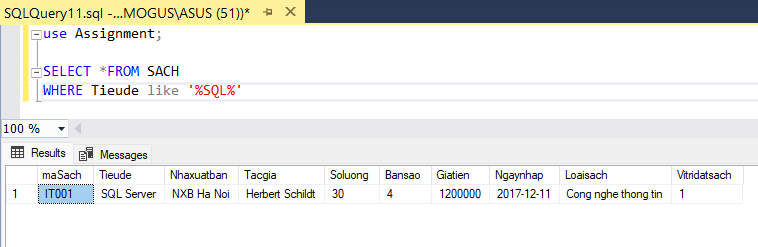 SQLQuery11.sql -...MOGUS\ASUS (51))*
use Assignment;
SELECT *FROM SACH
WHERE Tieude like '%SQL%'
100 %
Results Messages
maSach Tieude Nhaxuatban Tacgia Soluong Bansao Giatien Ngaynhap Loaisach Vitridatsach
1 IT001 SQL Server NXB Ha Noi Herbert Schildt 30 4 1200000 2017-12-11 Cong nghe thong tin 1